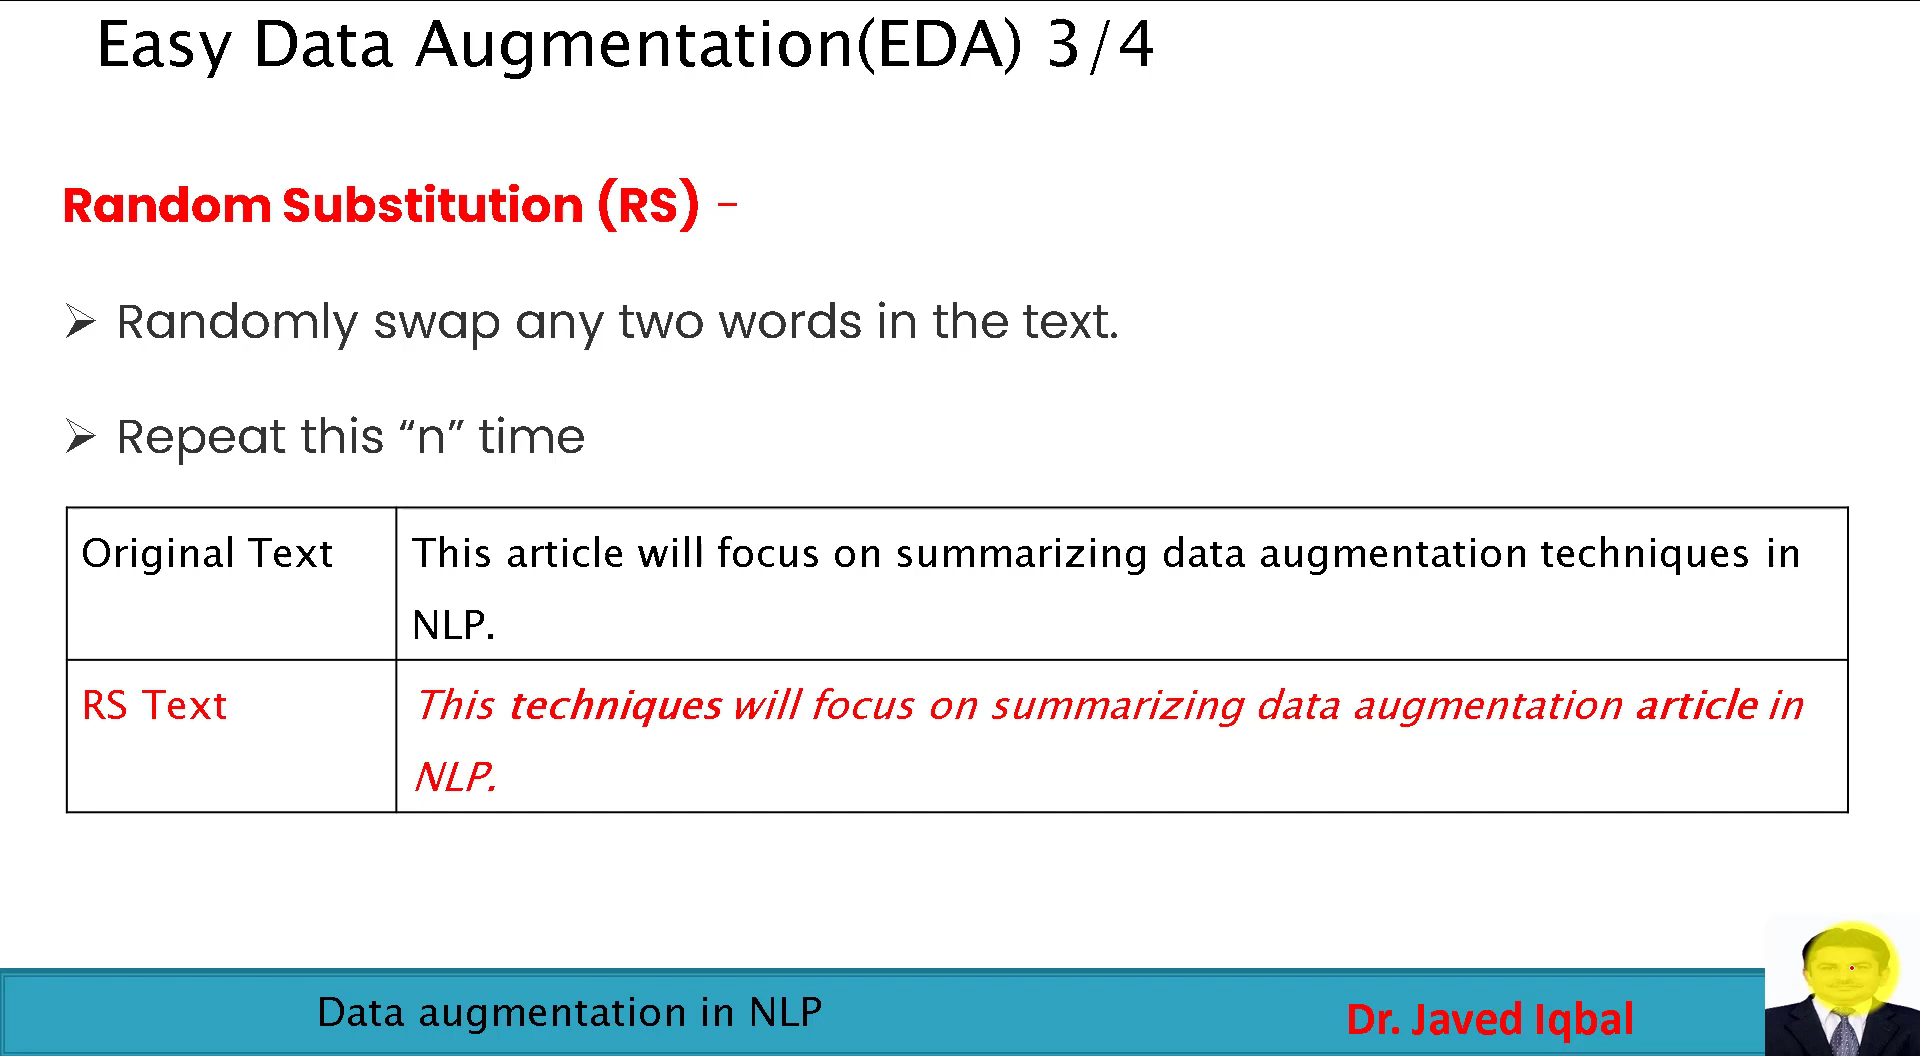 Easy Data Augmentation(EDA) 3/4
Random Substitution (RS) -
➢ Randomly swap any two words in the text.
➢ Repeat this “n” time
Original Text
This article will focus on summarizing data augmentation techniques in
NLP.
RS Text
This techniques will focus on summarizing data augmentation article in
NLP.
Data augmentation in NLP
Dr. Javed Iqbal